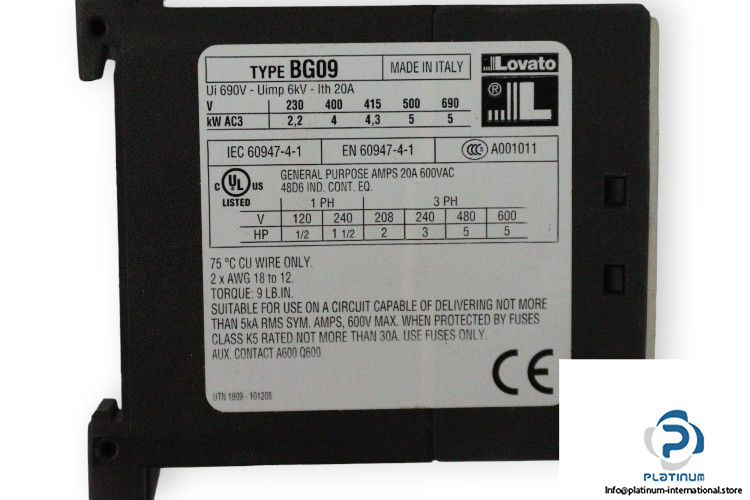 TYPE BG09
MADE IN ITALY
Lovato
Ui 690V - Uimp 6kV - Ith 20A
®
V 230 400 415 500 690
kW AC3 2,2 4 4,3 5 5
IEC 60947-4-1 EN 60947-4-1 CCC A001011
C UL US LISTED
GENERAL PURPOSE AMPS 20A 600VAC
48D6 IND. CONT. EQ.
1 PH 3 PH
V 120 240 208 240 480 600
HP 1/2 1 1/2 2 3 5 5
75 °C CU WIRE ONLY.
2 x AWG 18 to 12.
TORQUE: 9 LB.IN.
SUITABLE FOR USE ON A CIRCUIT CAPABLE OF DELIVERING NOT MORE
THAN 5kA RMS SYM. AMPS, 600V MAX. WHEN PROTECTED BY FUSES
CLASS K5 RATED NOT MORE THAN 30A. USE FUSES ONLY.
AUX. CONTACT A600 Q600
CE
UTN 1909 - 101208
PLATINUM
Info@platinum-international.store